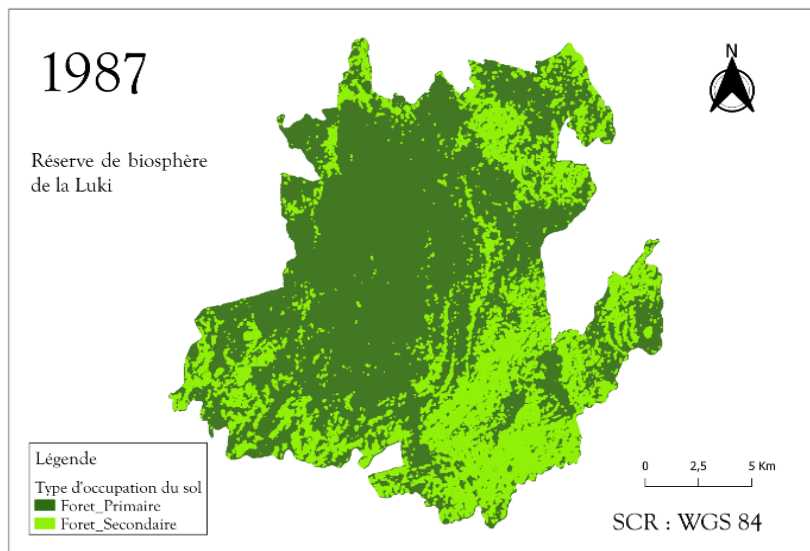 1987
N
Réserve de biosphère
de la Luki
Légende
Type d'occupation du sol
Foret_Primaire
Foret_Secondaire
0 2,5 5 Km
SCR : WGS 84